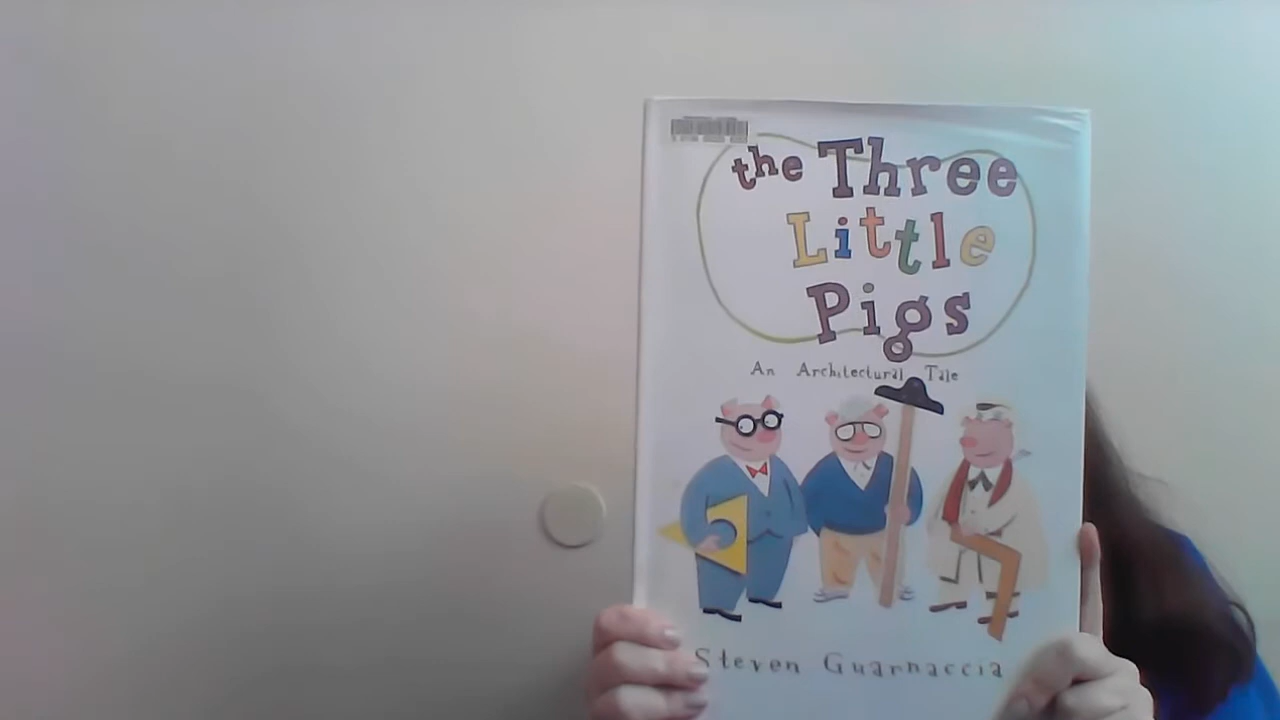 the Three
Little
Pigs
An Architectural Tale
Steven Guarnaccia